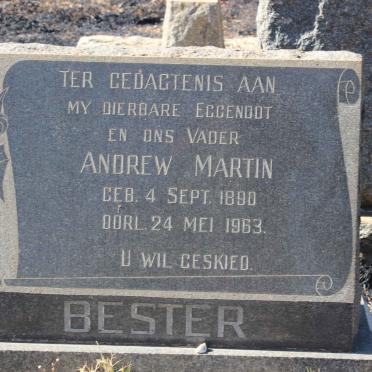 TER GEDAGTENIS AAN
MY DIERBARE EGGENOOT
EN ONS VADER
ANDREW MARTIN
GEB. 4 SEPT. 1890
OORL. 24 MEI 1963.
U WIL GESKIED.
BESTER